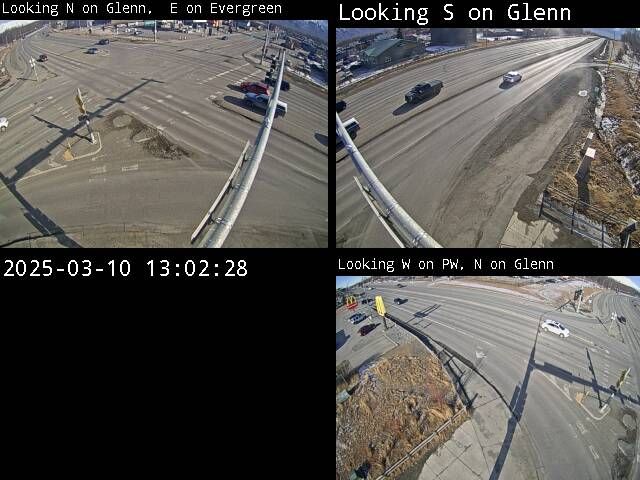 Looking N on Glenn,  E on Evergreen
Looking S on Glenn
2025-03-10 13:02:28
Looking W on PW, N on Glenn